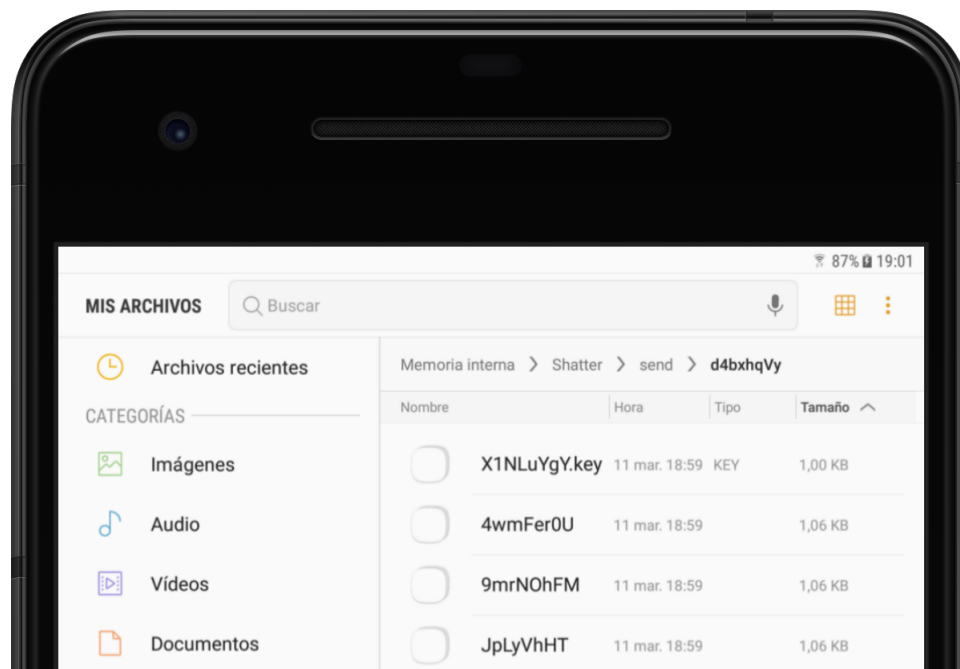 87% 19:01
MIS ARCHIVOS
Buscar
Archivos recientes
CATEGORÍAS
Imágenes
Audio
Vídeos
Documentos
Memoria interna > Shatter > send > d4bxhqVy
Nombre Hora Tipo Tamaño
X1NLuYgY.key 11 mar. 18:59 KEY 1,00 KB
4wmFer0U 11 mar. 18:59 1,06 KB
9mrNOhFM 11 mar. 18:59 1,06 KB
JpLyVhHT 11 mar. 18:59 1,06 KB